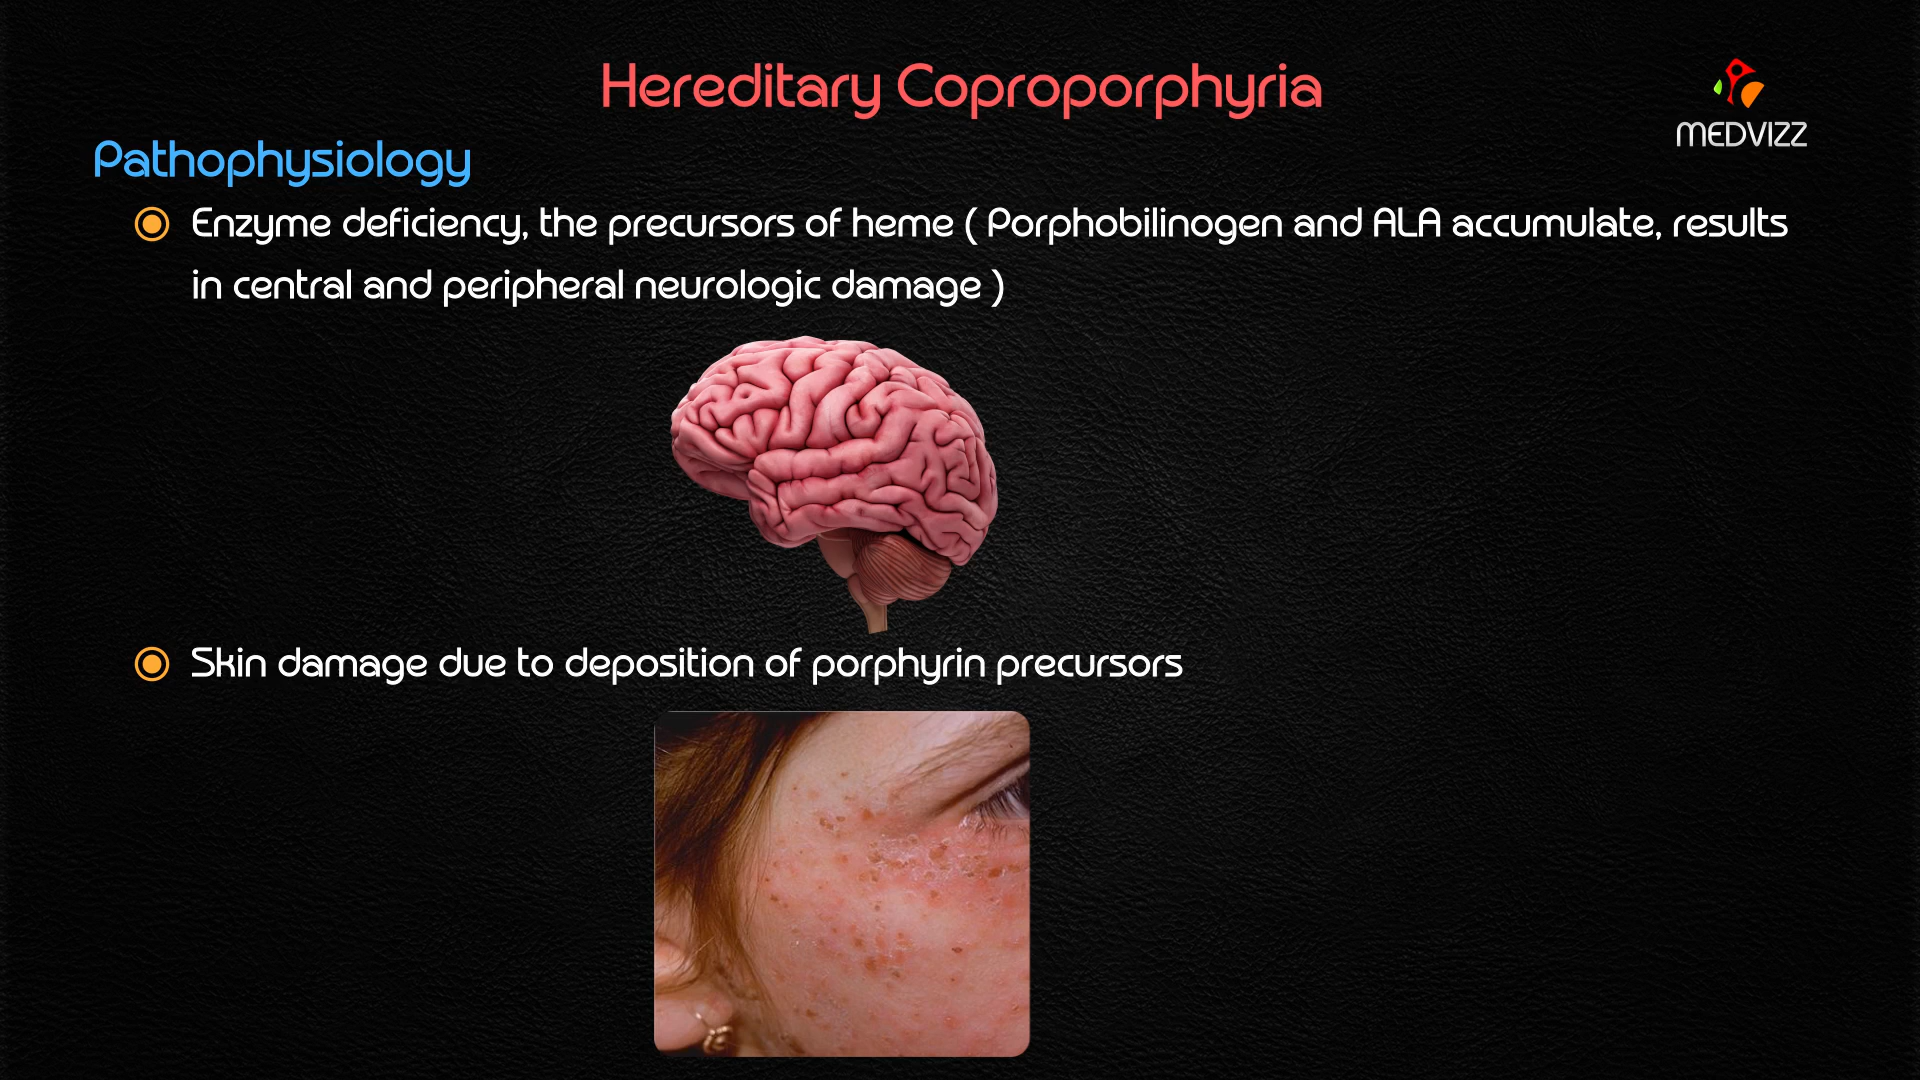 Hereditary Coproporphyria
MEDVIZZ
Pathophysiology
Enzyme deficiency, the precursors of heme ( Porphobilinogen and ALA accumulate, results
in central and peripheral neurologic damage )
Skin damage due to deposition of porphyrin precursors